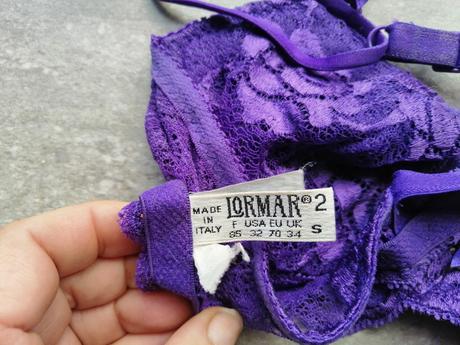 MADE IN LORMAR® 2
ITALY F USA EU UK S
85 32 70 34